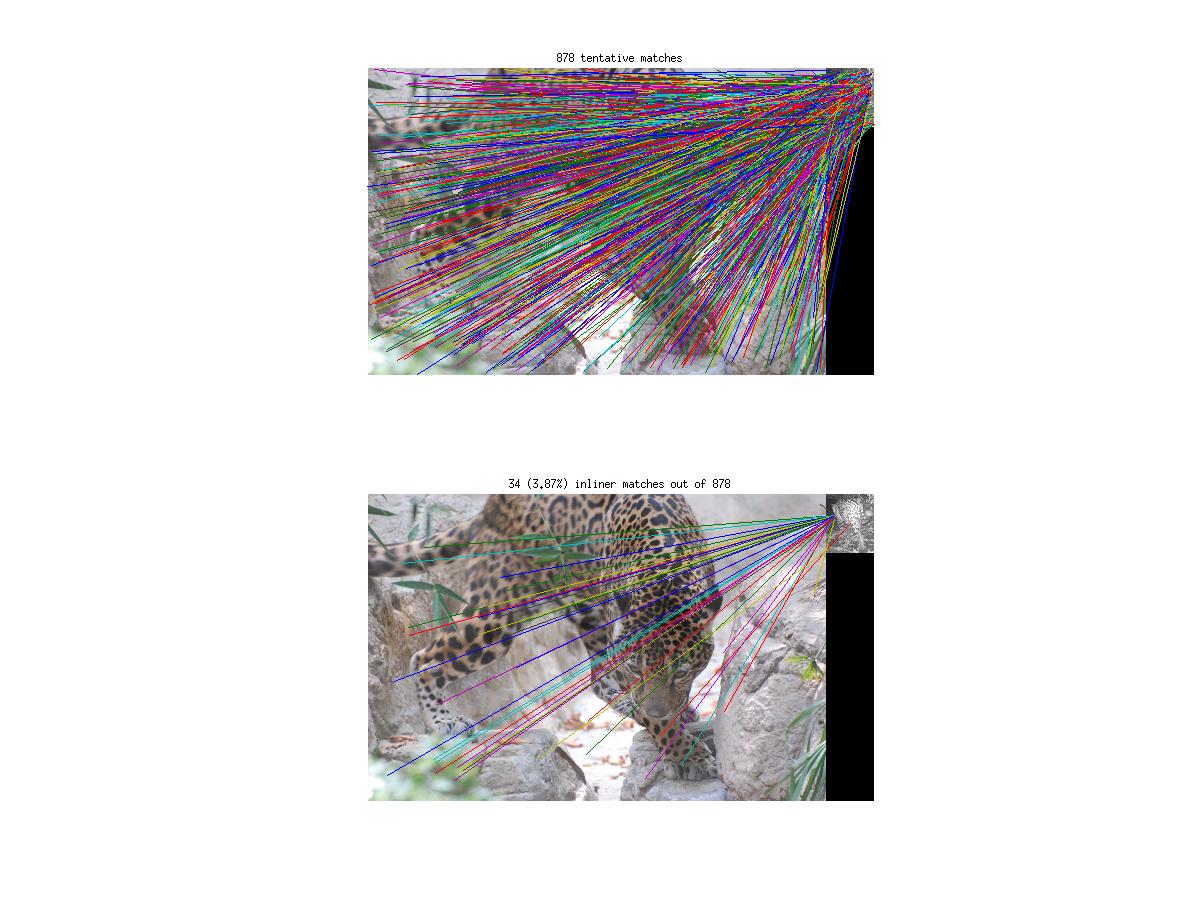 878 tentative matches
34 (3.87%) inliner matches out of 878